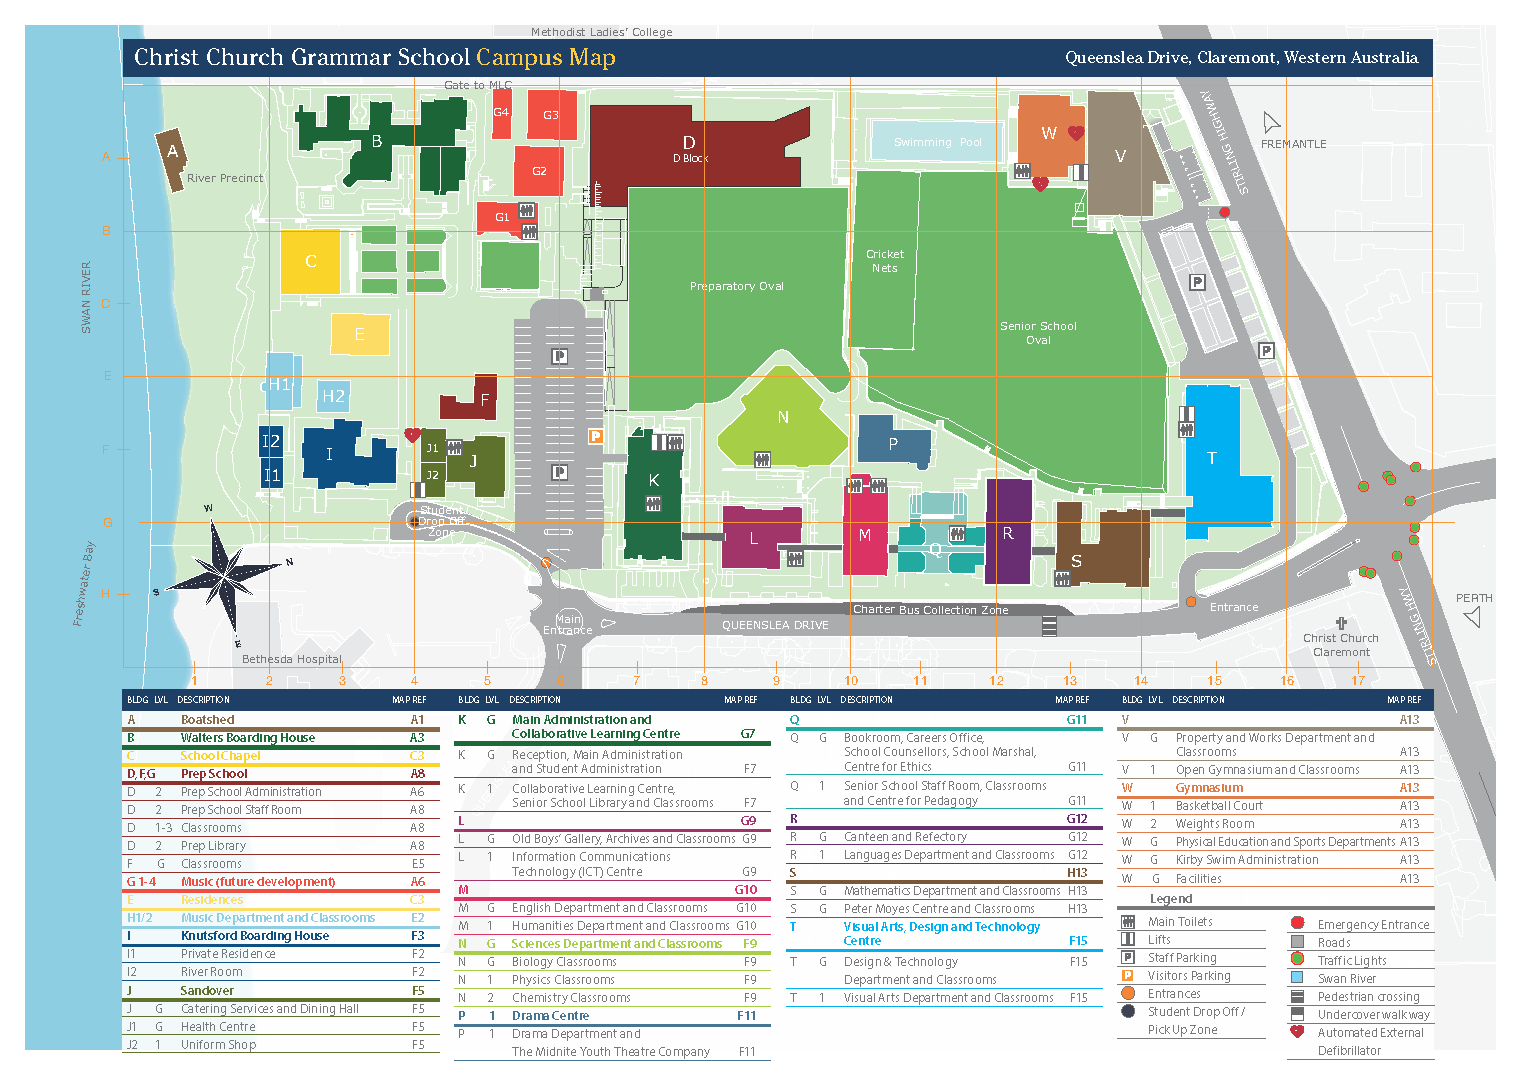 Methodist Ladies' College
Christ Church Grammar School Campus Map
Queenslea Drive, Claremont, Western Australia
Gate to MLC
STIRLING HIGHWAY
FREMANTLE
A
B
G4
G3
G2
G1
D
D Block
Swimming Pool
W
V
A
River Precinct
B
C
Cricket
Nets
Preparatory Oval
P
C
SWAN RIVER
Senior School
Oval
E
P
P
E
H1
H2
F
N
I2
I
J1
J
P
K
P
T
F
I1
J2
P
Student
Drop Off
Zone
G
L
M
Q
R
S
W
N
S
E
Freshwater Bay
H
Charter Bus Collection Zone
Entrance
Main
Entrance
QUEENSLEA DRIVE
STIRLING HWY
PERTH
Christ Church
Claremont
Bethesda Hospital
1 2 3 4 5 6 7 8 9 10 11 12 13 14 15 16 17
BLDG LVL DESCRIPTION MAP REF
A Boatshed A1
B Walters Boarding House A3
C School Chapel C3
D,F,G Prep School A8
D 2 Prep School Administration A6
D 2 Prep School Staff Room A8
D 1-3 Classrooms A8
D 2 Prep Library A8
F G Classrooms E5
G 1-4 Music (future development) A6
E Residences C3
H1/2 Music Department and Classrooms E2
I Knutsford Boarding House F3
I1 Private Residence F2
I2 River Room F2
J Sandover F5
J G Catering Services and Dining Hall F5
J1 G Health Centre F5
J2 1 Uniform Shop F5
BLDG LVL DESCRIPTION MAP REF
K G Main Administration and
Collaborative Learning Centre G7
K G Reception, Main Administration
and Student Administration F7
K 1 Collaborative Learning Centre,
Senior School Library and Classrooms F7
L G9
L G Old Boys' Gallery, Archives and Classrooms G9
L 1 Information Communications
Technology (ICT) Centre G9
M G10
M G English Department and Classrooms G10
M 1 Humanities Department and Classrooms G10
N G Sciences Department and Classrooms F9
N G Biology Classrooms F9
N 1 Physics Classrooms F9
N 2 Chemistry Classrooms F9
P 1 Drama Centre F11
P 1 Drama Department and
The Midnite Youth Theatre Company F11
BLDG LVL DESCRIPTION MAP REF
Q G11
Q G Bookroom, Careers Office,
School Counsellors, School Marshal,
Centre for Ethics G11
Q 1 Senior School Staff Room, Classrooms
and Centre for Pedagogy G11
R G12
R G Canteen and Refectory G12
R 1 Languages Department and Classrooms G12
S H13
S G Mathematics Department and Classrooms H13
S G Peter Moyes Centre and Classrooms H13
T Visual Arts, Design and Technology
Centre F15
T G Design & Technology F15
Department and Classrooms
T 1 Visual Arts Department and Classrooms F15
BLDG LVL DESCRIPTION MAP REF
V A13
V G Property and Works Department and
Classrooms A13
V 1 Open Gymnasium and Classrooms A13
W Gymnasium A13
W 1 Basketball Court A13
W 2 Weights Room A13
W G Physical Education and Sports Departments A13
W G Kirby Swim Administration A13
W G Facilities A13
Legend
Main Toilets
Lifts
P Staff Parking
P Visitors Parking
Entrances
Student Drop Off /
Pick Up Zone
Emergency Entrance
Roads
Traffic Lights
Swan River
Pedestrian crossing
Undercover walkway
Automated External
Defibrillator